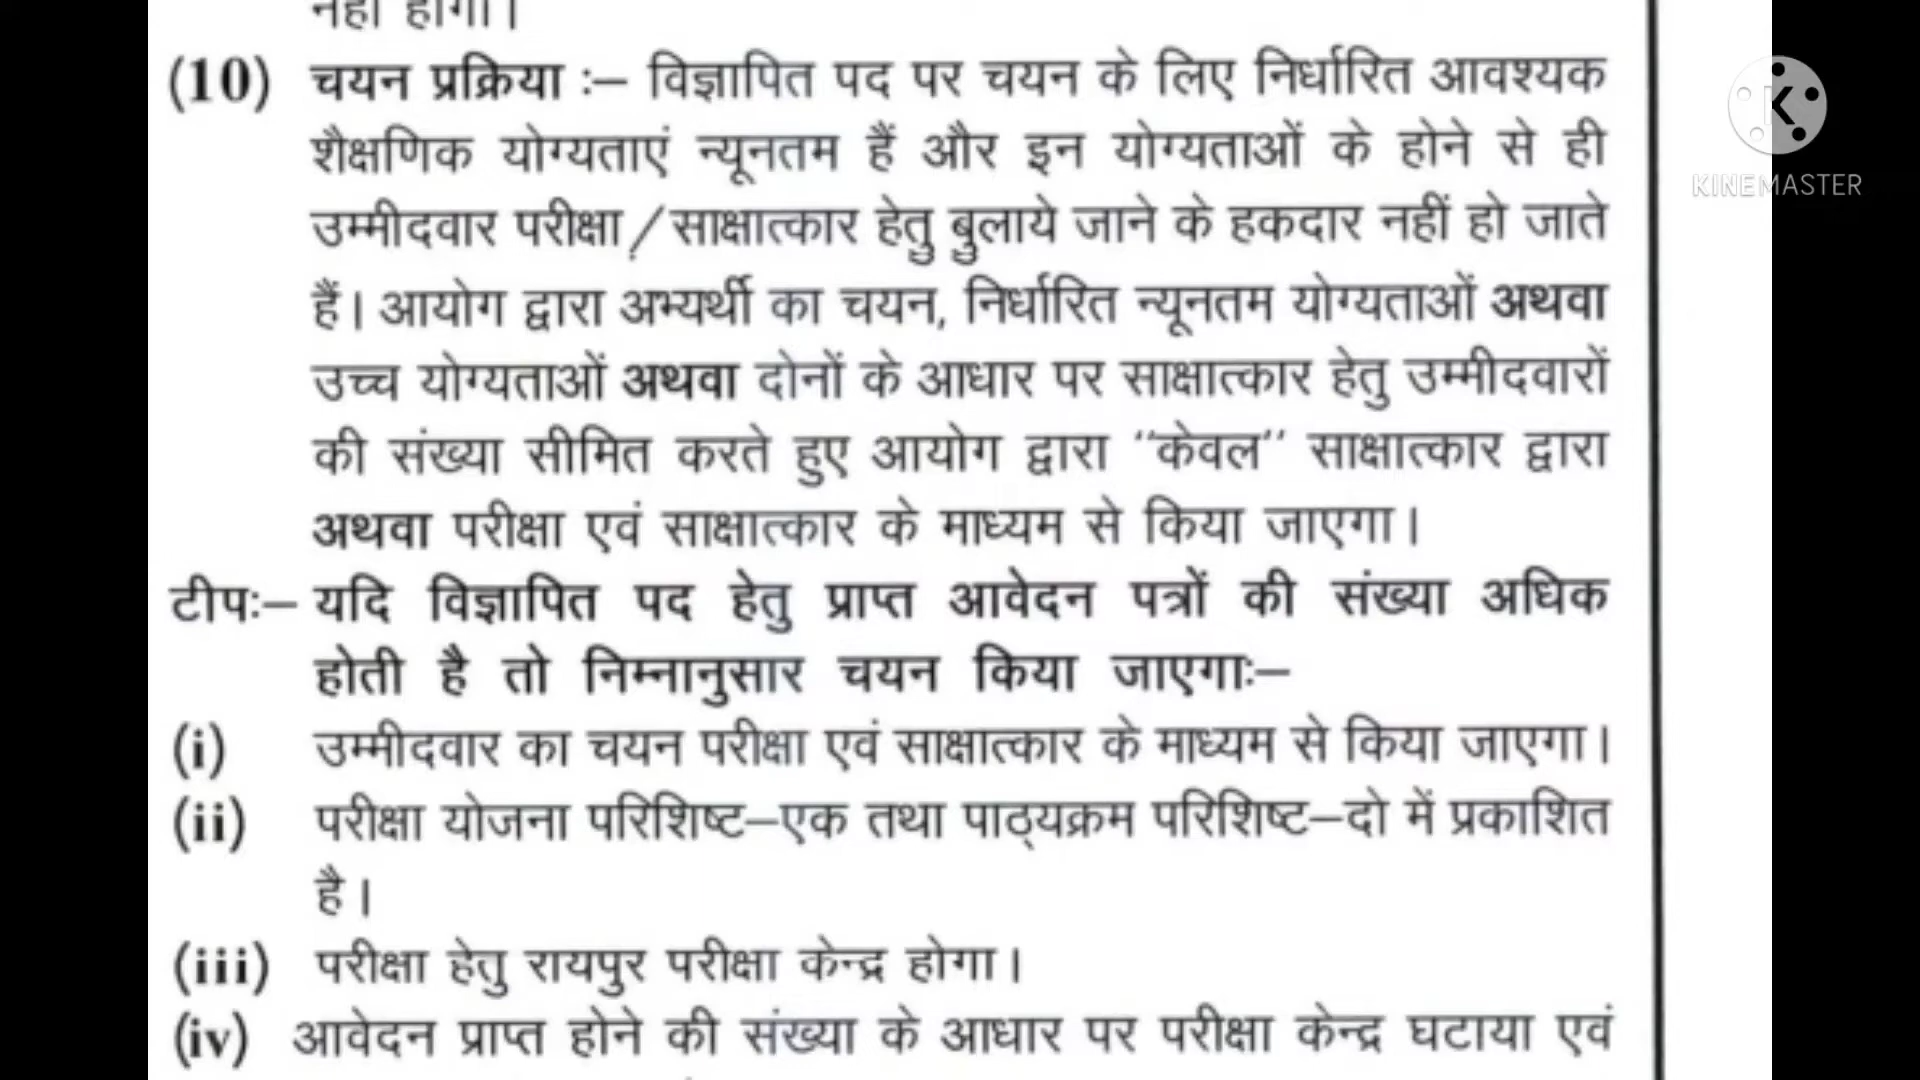 नहीं होगा।
(10) चयन प्रक्रिया :– विज्ञापित पद पर चयन के लिए निर्धारित आवश्यक
शैक्षणिक योग्यताएं न्यूनतम हैं और इन योग्यताओं के होने से ही
उम्मीदवार परीक्षा/साक्षात्कार हेतु बुलाये जाने के हकदार नहीं हो जाते
हैं। आयोग द्वारा अभ्यर्थी का चयन, निर्धारित न्यूनतम योग्यताओं अथवा
उच्च योग्यताओं अथवा दोनों के आधार पर साक्षात्कार हेतु उम्मीदवारों
की संख्या सीमित करते हुए आयोग द्वारा ‘‘केवल’’ साक्षात्कार द्वारा
अथवा परीक्षा एवं साक्षात्कार के माध्यम से किया जाएगा।
टीपः– यदि विज्ञापित पद हेतु प्राप्त आवेदन पत्रों की संख्या अधिक
होती है तो निम्नानुसार चयन किया जाएगाः–
(i) उम्मीदवार का चयन परीक्षा एवं साक्षात्कार के माध्यम से किया जाएगा।
(ii) परीक्षा योजना परिशिष्ट–एक तथा पाठ्यक्रम परिशिष्ट–दो में प्रकाशित
है।
(iii) परीक्षा हेतु रायपुर परीक्षा केन्द्र होगा।
(iv) आवेदन प्राप्त होने की संख्या के आधार पर परीक्षा केन्द्र घटाया एवं
K
KINEMASTER